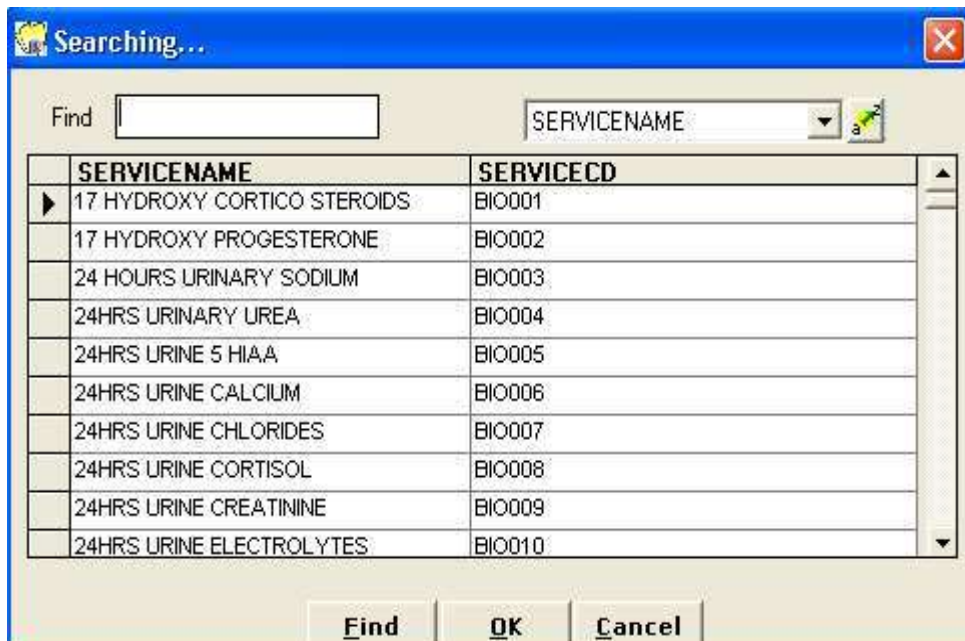 Searching...
Find SERVICENAME
SERVICENAME SERVICECD
17 HYDROXY CORTICO STEROIDS BIO001
17 HYDROXY PROGESTERONE BIO002
24 HOURS URINARY SODIUM BIO003
24HRS URINARY UREA BIO004
24HRS URINE 5 HIAA BIO005
24HRS URINE CALCIUM BIO006
24HRS URINE CHLORIDES BIO007
24HRS URINE CORTISOL BIO008
24HRS URINE CREATININE BIO009
24HRS URINE ELECTROLYTES BIO010
Find OK Cancel